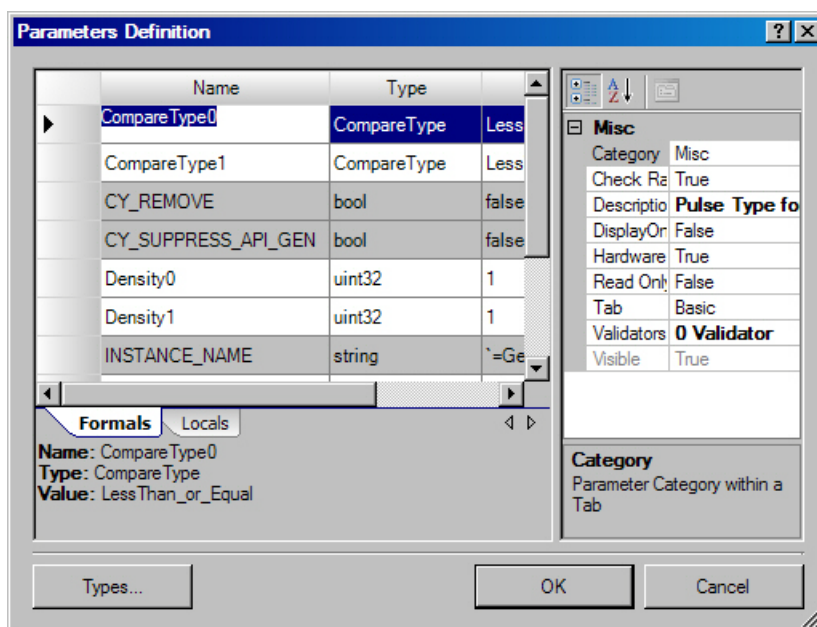 Parameters Definition
Name Type
CompareType0 CompareType Less
CompareType1 CompareType Less
CY_REMOVE bool false
CY_SUPPRESS_API_GEN bool false
Density0 uint32 1
Density1 uint32 1
INSTANCE_NAME string `=Ge
Formals Locals
Name: CompareType0
Type: CompareType
Value: LessThan_or_Equal
Misc
Category Misc
Check Ra True
Descriptio Pulse Type fo
DisplayOr False
Hardware True
Read Onl False
Tab Basic
Validators 0 Validator
Visible True
Category
Parameter Category within a
Tab
Types... OK Cancel